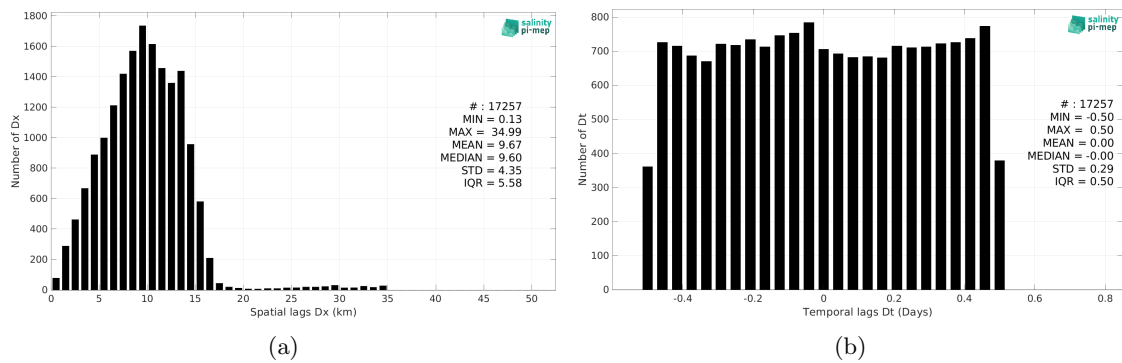 1800
1600
1400
1200
1000
800
600
400
200
0
Number of Dx
0 5 10 15 20 25 30 35 40 45 50
Spatial lags Dx (km)
salinity
pi-mep
# : 17257
MIN = 0.13
MAX = 34.99
MEAN = 9.67
MEDIAN = 9.60
STD = 4.35
IQR = 5.58
(a)
800
700
600
500
400
300
200
100
0
Number of Dt
-0.4 -0.2 0 0.2 0.4 0.6 0.8
Temporal lags Dt (Days)
salinity
pi-mep
# : 17257
MIN = -0.50
MAX = 0.50
MEAN = 0.00
MEDIAN = -0.00
STD = 0.29
IQR = 0.50
(b)